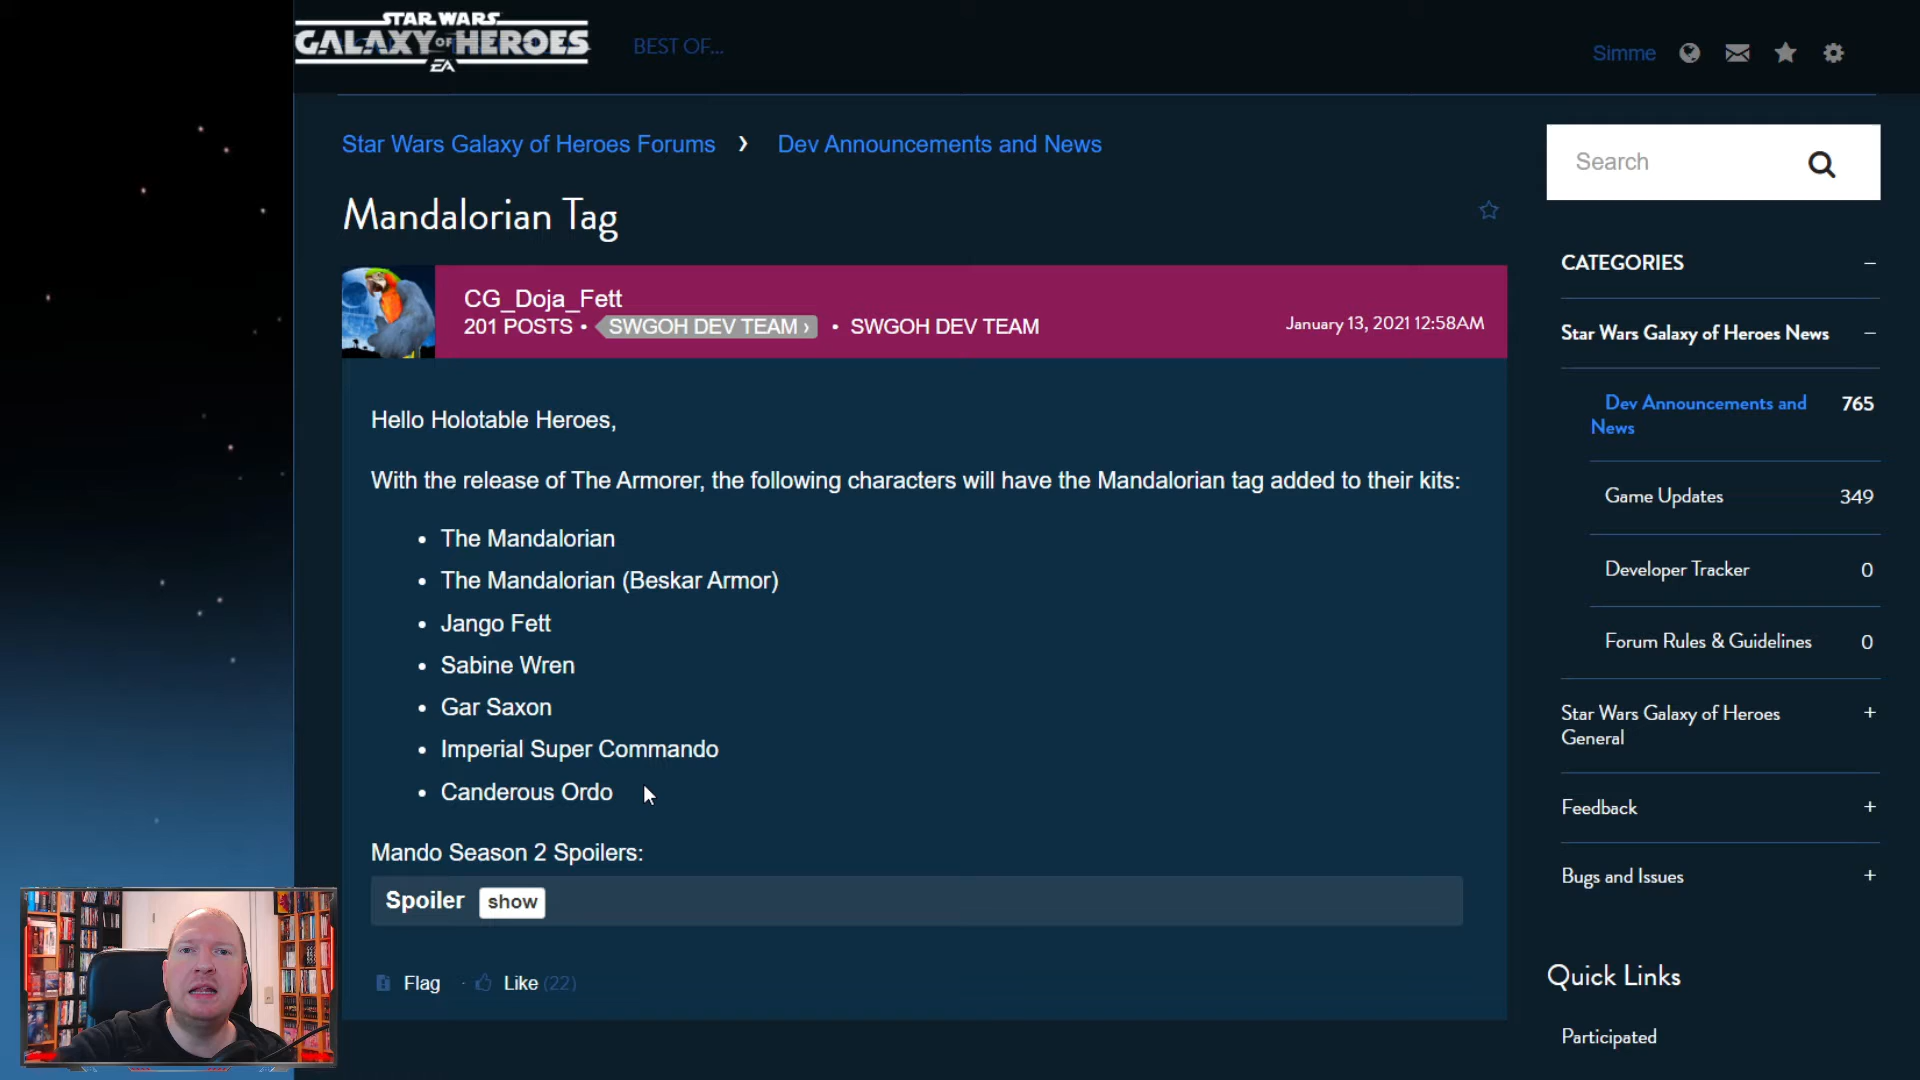 STAR WARS
GALAXY OF HEROES
EA
BEST OF...
Simme
Star Wars Galaxy of Heroes Forums › Dev Announcements and News
Search
Mandalorian Tag
CG_Doja_Fett
201 POSTS • SWGOH DEV TEAM › • SWGOH DEV TEAM
January 13, 2021 12:58AM
Hello Holotable Heroes,
With the release of The Armorer, the following characters will have the Mandalorian tag added to their kits:
• The Mandalorian
• The Mandalorian (Beskar Armor)
• Jango Fett
• Sabine Wren
• Gar Saxon
• Imperial Super Commando
• Canderous Ordo
Mando Season 2 Spoilers:
Spoiler show
Flag · Like (22)
CATEGORIES −
Star Wars Galaxy of Heroes News −
Dev Announcements and 765
News
Game Updates 349
Developer Tracker 0
Forum Rules & Guidelines 0
Star Wars Galaxy of Heroes +
General
Feedback +
Bugs and Issues +
Quick Links
Participated